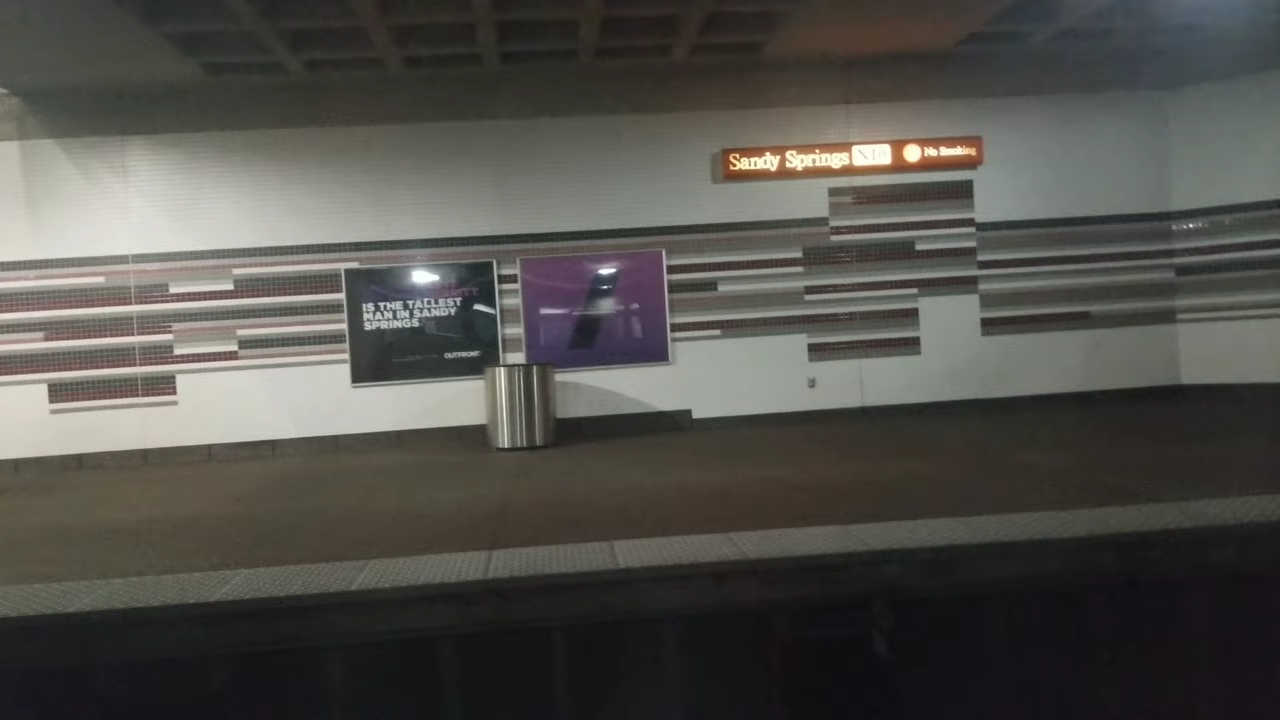 Sandy Springs N10 No Smoking
IS THE TALLEST
MAN IN SANDY
SPRINGS
OUTFRONT